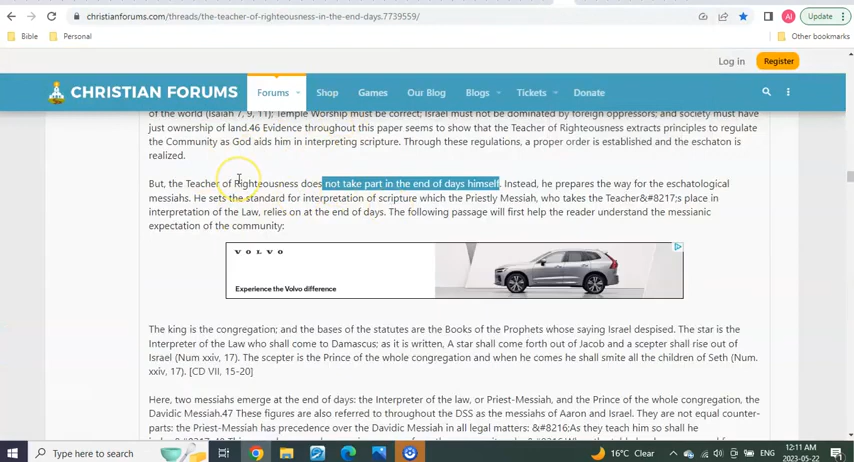 christianforums.com/threads/the-teacher-of-righteousness-in-the-end-days.7739559/
AI
Update
Bible
Personal
Other bookmarks
Log in
Register
CHRISTIAN FORUMS
Forums
Shop
Games
Our Blog
Blogs
Tickets
Donate
of the world (Isaiah 7, 9, 11); Temple Worship must be correct; Israel must not be dominated by foreign oppressors; and society must have
just ownership of land.46 Evidence throughout this paper seems to show that the Teacher of Righteousness extracts principles to regulate
the Community as God aids him in interpreting scripture. Through these regulations, a proper order is established and the eschaton is
realized.
But, the Teacher of Righteousness does not take part in the end of days himself. Instead, he prepares the way for the eschatological
messiahs. He sets the standard for interpretation of scripture which the Priestly Messiah, who takes the Teacher&#8217;s place in
interpretation of the Law, relies on at the end of days. The following passage will first help the reader understand the messianic
expectation of the community:
VOLVO
Experience the Volvo difference
The king is the congregation; and the bases of the statutes are the Books of the Prophets whose saying Israel despised. The star is the
Interpreter of the Law who shall come to Damascus; as it is written, A star shall come forth out of Jacob and a scepter shall rise out of
Israel (Num xxiv, 17). The scepter is the Prince of the whole congregation and when he comes he shall smite all the children of Seth (Num.
xxiv, 17). [CD VII, 15-20]
Here, two messiahs emerge at the end of days: the Interpreter of the law, or Priest-Messiah, and the Prince of the whole congregation, the
Davidic Messiah.47 These figures are also referred to throughout the DSS as the messiahs of Aaron and Israel. They are not equal counter-
parts: the Priest-Messiah has precedence over the Davidic Messiah in all legal matters: &#8216;As they teach him so shall he
Type here to search
16°C Clear
ENG
12:11 AM
2023-05-22